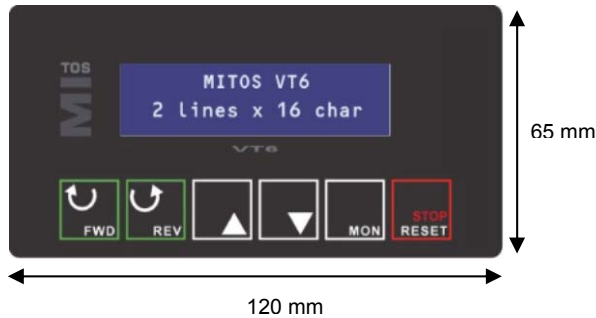 TOS
MI
MITOS VT6
2 lines x 16 char
VT6
65 mm
FWD
REV
MON
STOP
RESET
120 mm